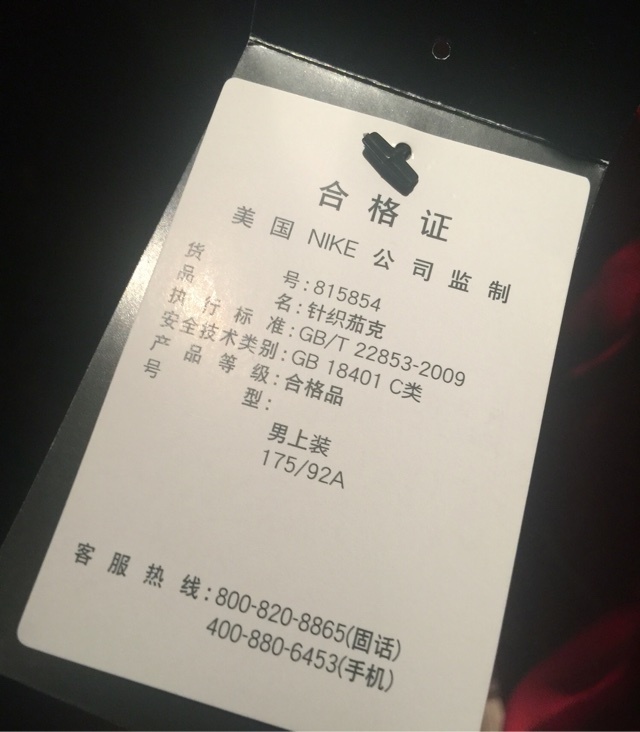 合格证
美国 NIKE 公司监制
货号:815854
品名:针织茄克
执行标准:GB/T 22853-2009
安全技术类别:GB 18401 C类
产品等级:合格品
号型:
男上装
175/92A
客服热线:800-820-8865(固话)
400-880-6453(手机)